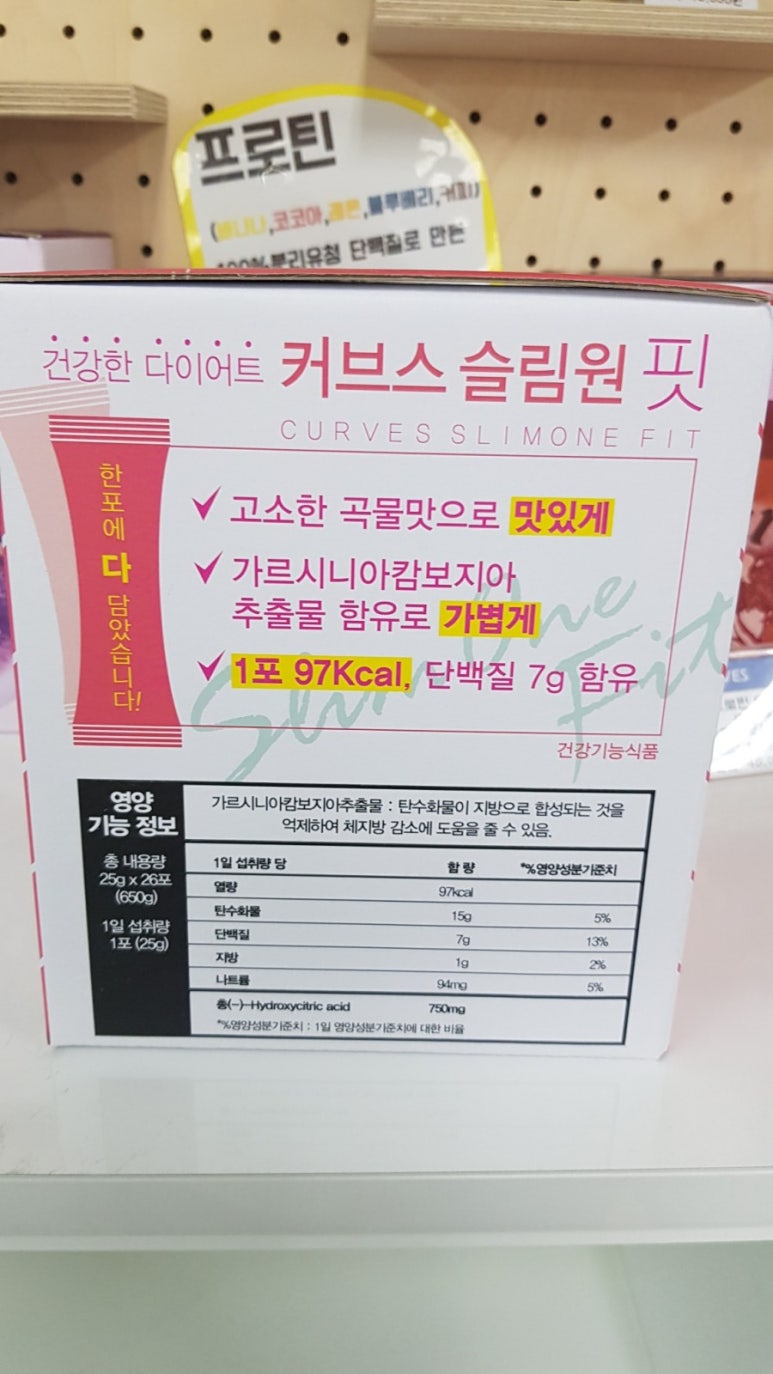 프로틴
(바나나,코코아,레몬,블루베리,커피)
100% 분리유청 단백질로 만든
건강한 다이어트 커브스 슬림원 핏
CURVES SLIMONE FIT
한포에 다 담았습니다!
고소한 곡물맛으로 맛있게
가르시니아캄보지아
추출물 함유로 가볍게
1포 97Kcal, 단백질 7g 함유
Slim One Fit
건강기능식품
영양
기능 정보
총 내용량
25g x 26포
(650g)
1일 섭취량
1포 (25g)
가르시니아캄보지아추출물 : 탄수화물이 지방으로 합성되는 것을
억제하여 체지방 감소에 도움을 줄 수 있음.
1일 섭취량 당 함량 *%영양성분기준치
열량 97kcal
탄수화물 15g 5%
단백질 7g 13%
지방 1g 2%
나트륨 94mg 5%
총(-)-Hydroxycitric acid 750mg
*%영양성분기준치 : 1일 영양성분기준치에 대한 비율